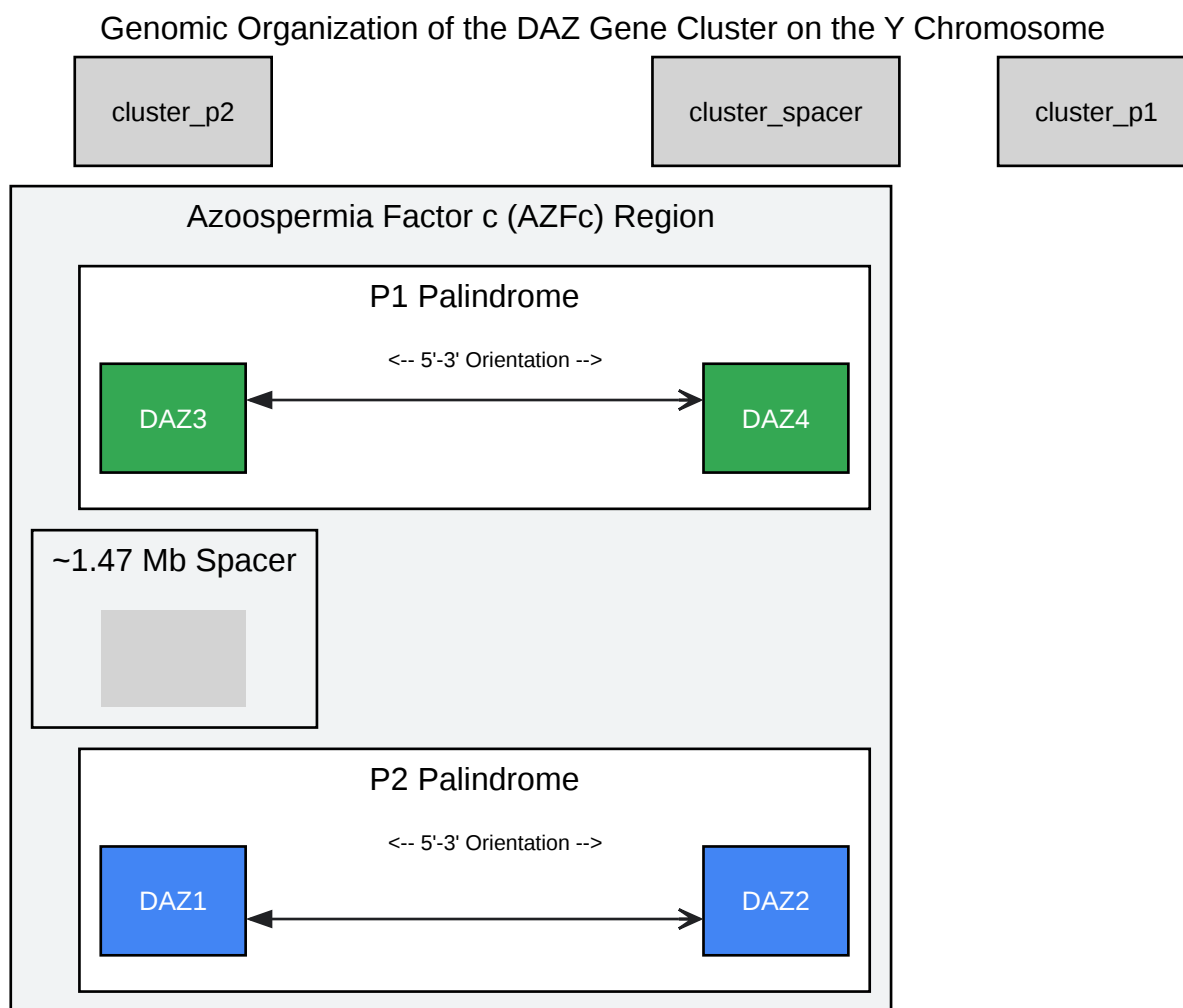 Genomic Organization of the DAZ Gene Cluster on the Y Chromosome
cluster_p2
cluster_spacer
cluster_p1
Azoospermia Factor c (AZFc) Region
P1 Palindrome
<-- 5'-3' Orientation -->
DAZ3
DAZ4
~1.47 Mb Spacer
P2 Palindrome
<-- 5'-3' Orientation -->
DAZ1
DAZ2